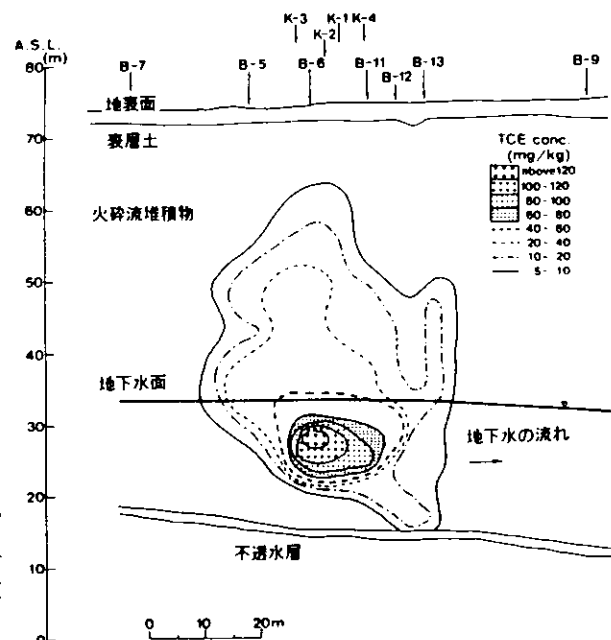 K-3 K-1 K-4
K-2
A.S.L.
(m)
B-7 B-5 B-6 B-11 B-12 B-13 B-9
80
地表面
70
表層土
TCE conc.
(mg/kg)
above 120
100-120
80-100
60-80
40-60
20-40
10-20
5-10
60
火砕流堆積物
50
40
地下水面
30
地下水の流れ
20
不透水層
10
0
0 10 20m